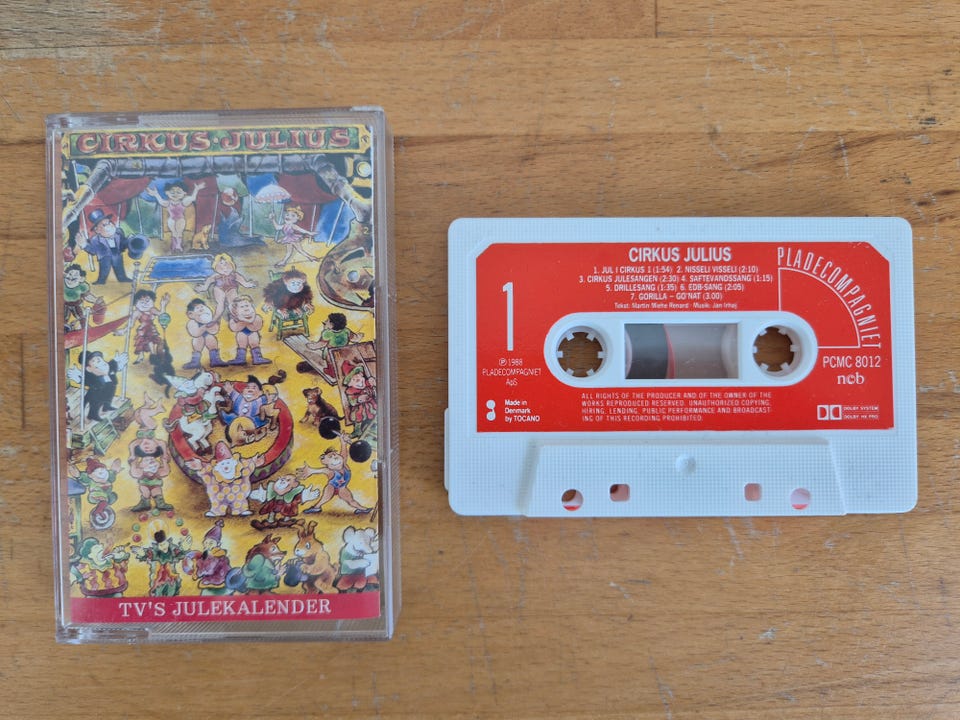 CIRKUS·JULIUS
TV'S JULEKALENDER
CIRKUS JULIUS
1. JUL I CIRKUS 1 (1:54) 2. NISSELI VISSELI (2:10)
3. CIRKUS JULESANGEN (2:30) 4. SAFTEVANDSSANG (1:15)
5. DRILLESANG (1:35) 6. EDB-SANG (2:05)
7. GORILLA – GO'NAT (3.00)
Tekst: Martin Miehe Renard · Musik: Jan Irhøj
PLADECOMPAGNIET
1
℗ 1988
PLADECOMPAGNIET
ApS
PCMC 8012
ncb
Made in
Denmark
by TOCANO
ALL RIGHTS OF THE PRODUCER AND OF THE OWNER OF THE
WORKS REPRODUCED RESERVED. UNAUTHORIZED COPYING.
HIRING, LENDING, PUBLIC PERFORMANCE AND BROADCAST-
ING OF THIS RECORDING PROHIBITED.
DOLBY SYSTEM
DOLBY HX PRO